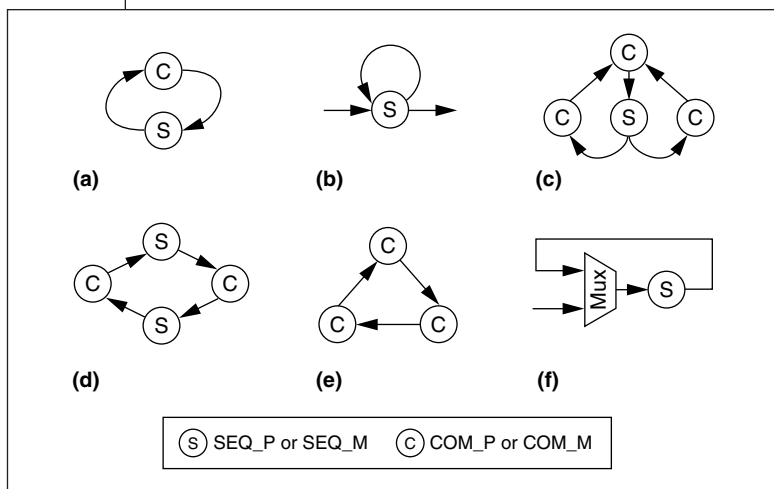 C
S
(a)
S
(b)
C
C
S
C
(c)
S
C
C
S
(d)
C
C
C
(e)
Mux
S
(f)
S SEQ_P or SEQ_M C COM_P or COM_M